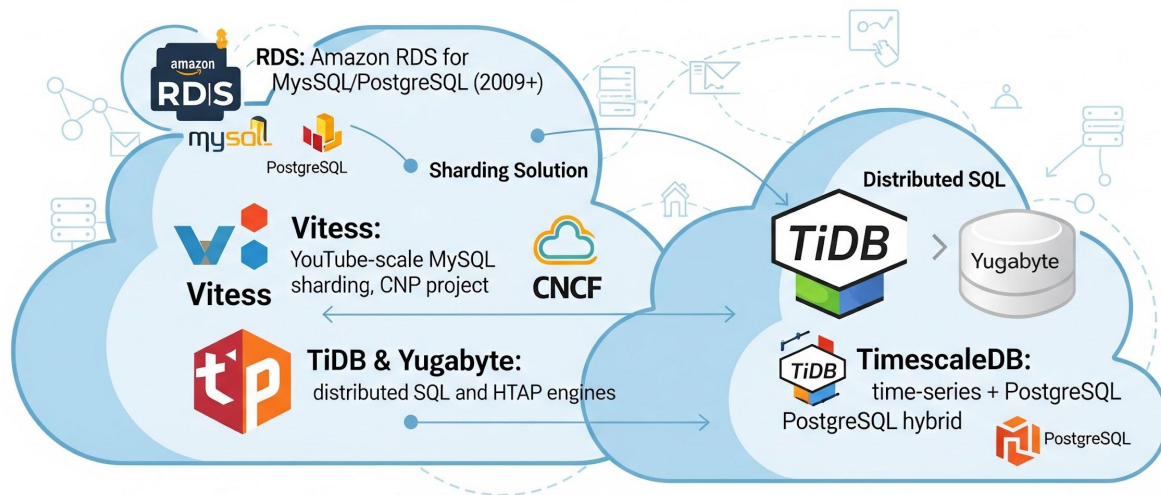 amazon
RDS
RDS: Amazon RDS for
MysSQL/PostgreSQL (2009+)
mysql
PostgreSQL
Sharding Solution
Vitess:
YouTube-scale MySQL
sharding, CNP project
Vitess
CNCF
tp
TiDB & Yugabyte:
distributed SQL and HTAP engines
Distributed SQL
TiDB
Yugabyte
TiDB
TimescaleDB:
time-series + PostgreSQL
PostgreSQL hybrid
PostgreSQL